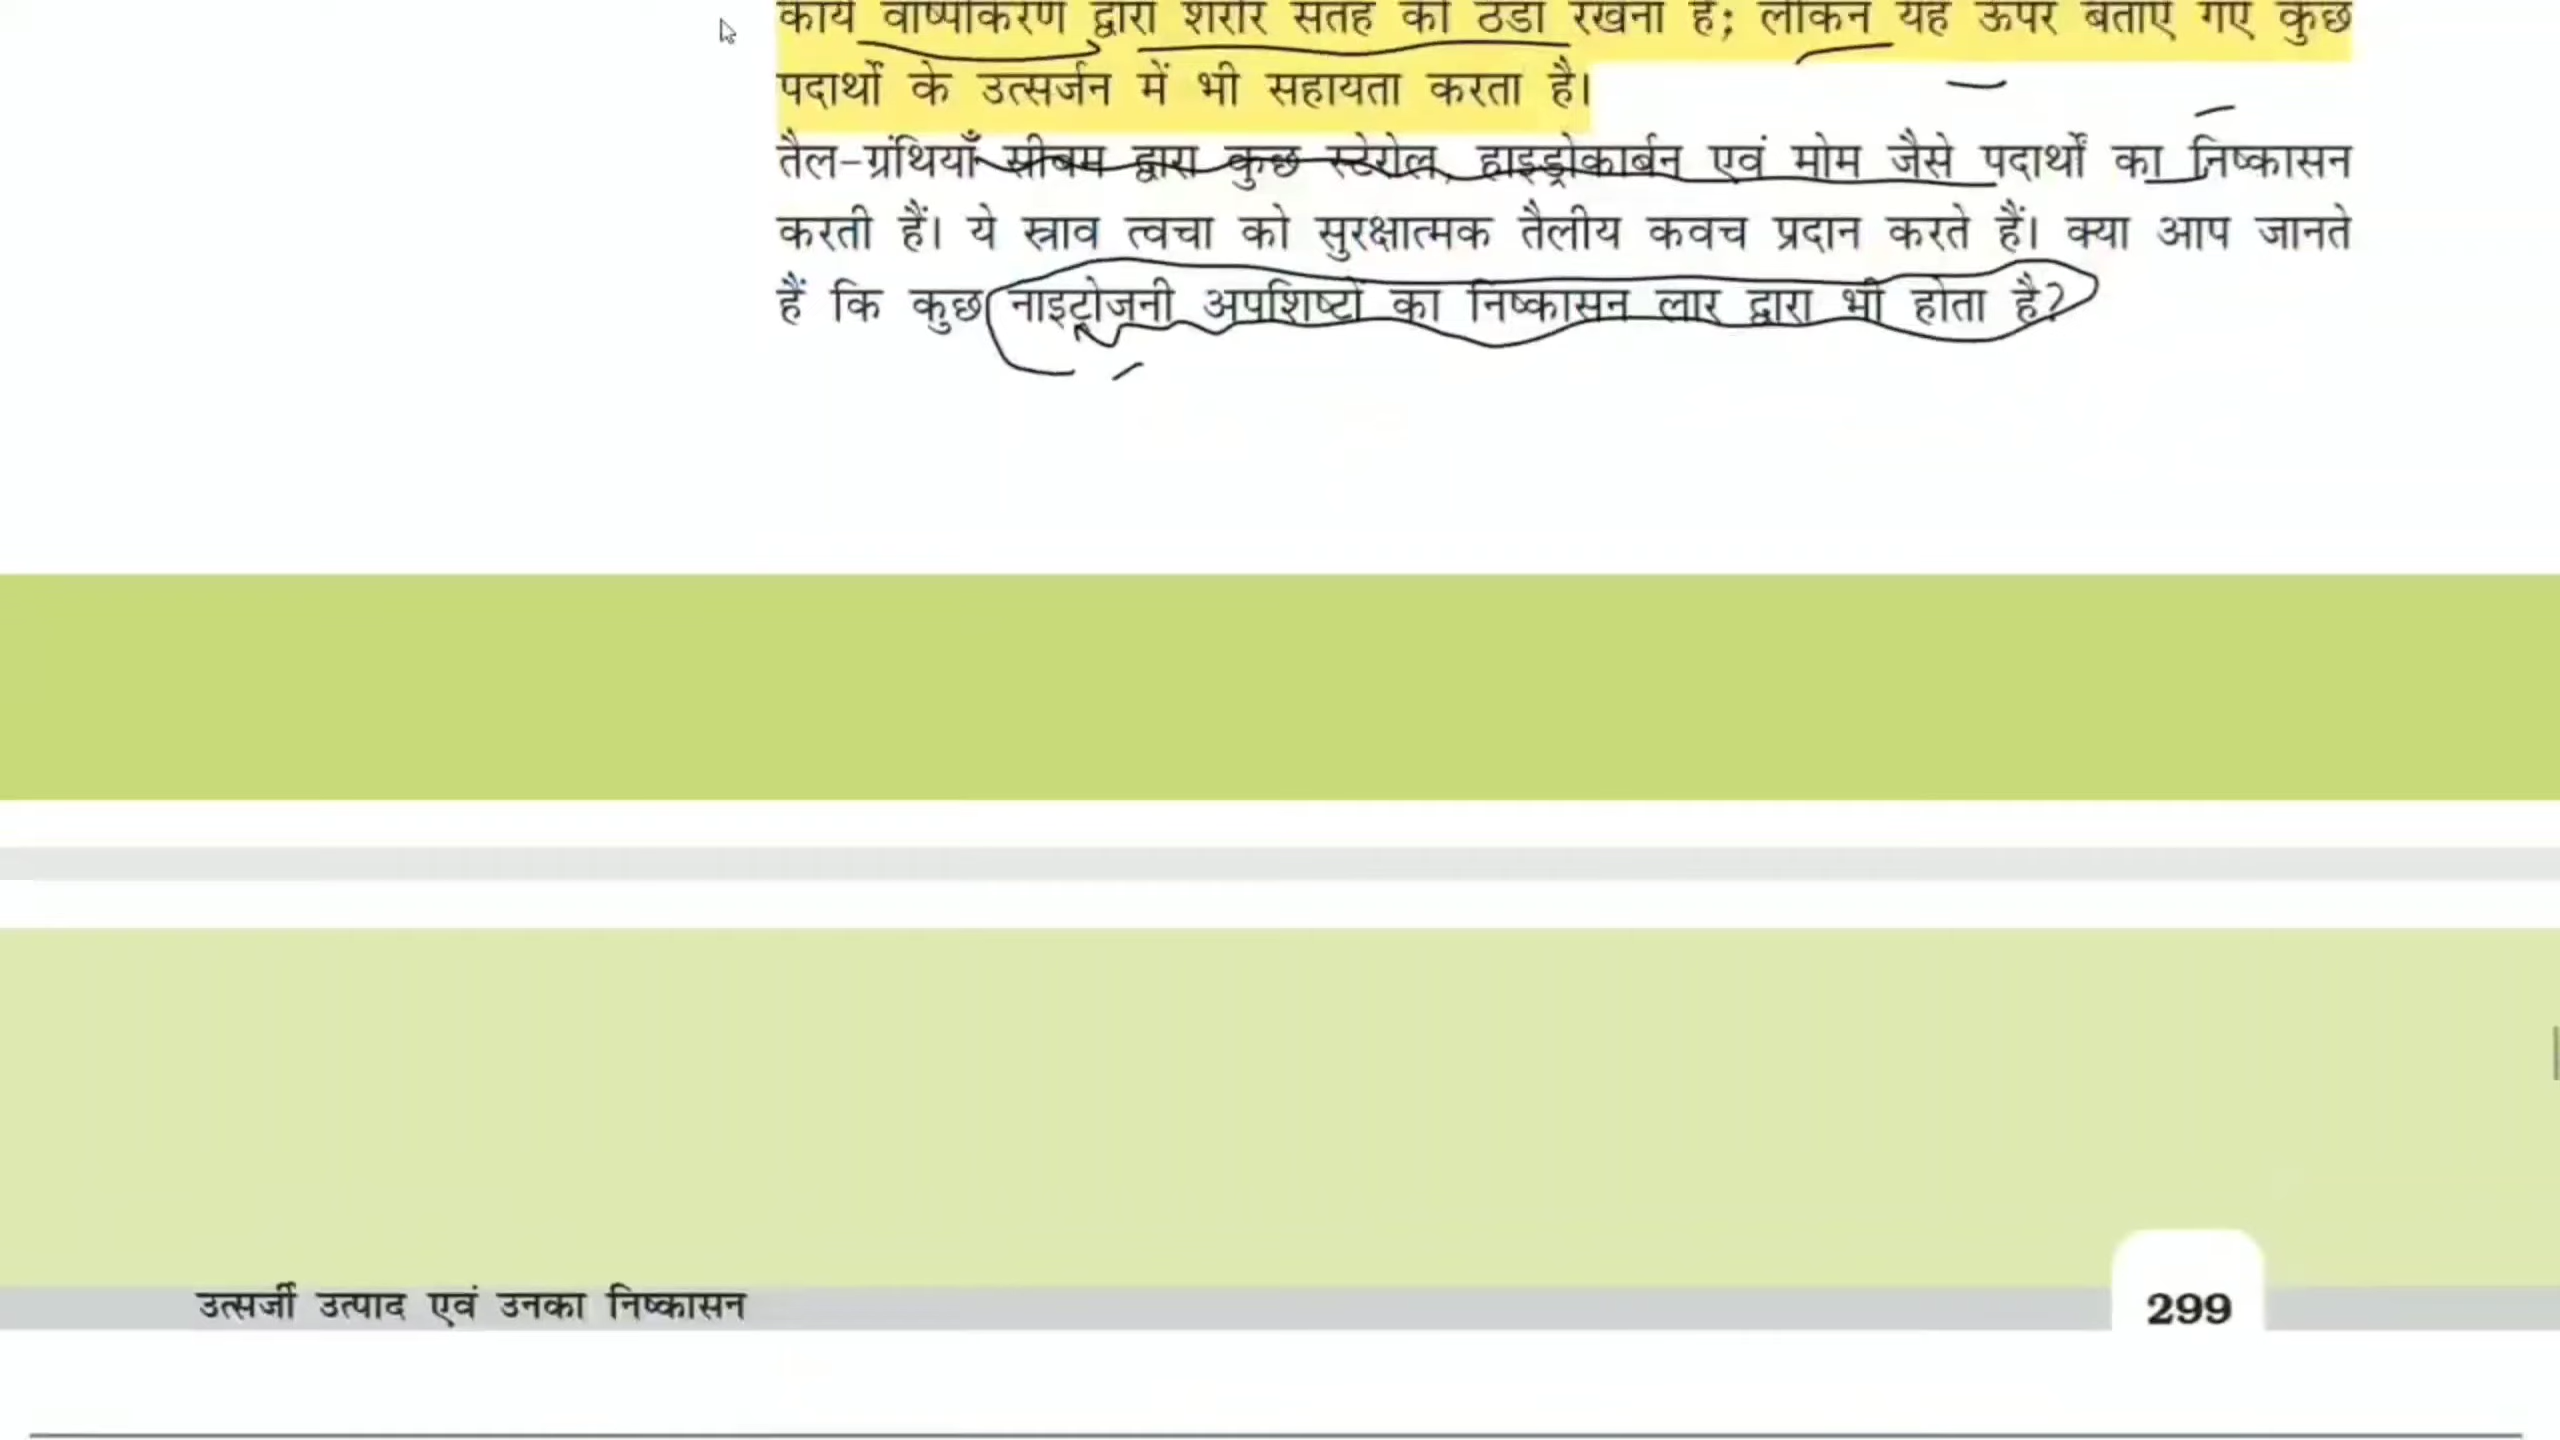 कार्य वाष्पीकरण द्वारा शरीर सतह को ठंडा रखना है; लेकिन यह ऊपर बताए गए कुछ
पदार्थों के उत्सर्जन में भी सहायता करता है।
तैल-ग्रंथियाँ सीबम द्वारा कुछ स्टेरोल, हाइड्रोकार्बन एवं मोम जैसे पदार्थों का निष्कासन
करती हैं। ये स्राव त्वचा को सुरक्षात्मक तैलीय कवच प्रदान करते हैं। क्या आप जानते
हैं कि कुछ नाइट्रोजनी अपशिष्टों का निष्कासन लार द्वारा भी होता है?
उत्सर्जी उत्पाद एवं उनका निष्कासन
299